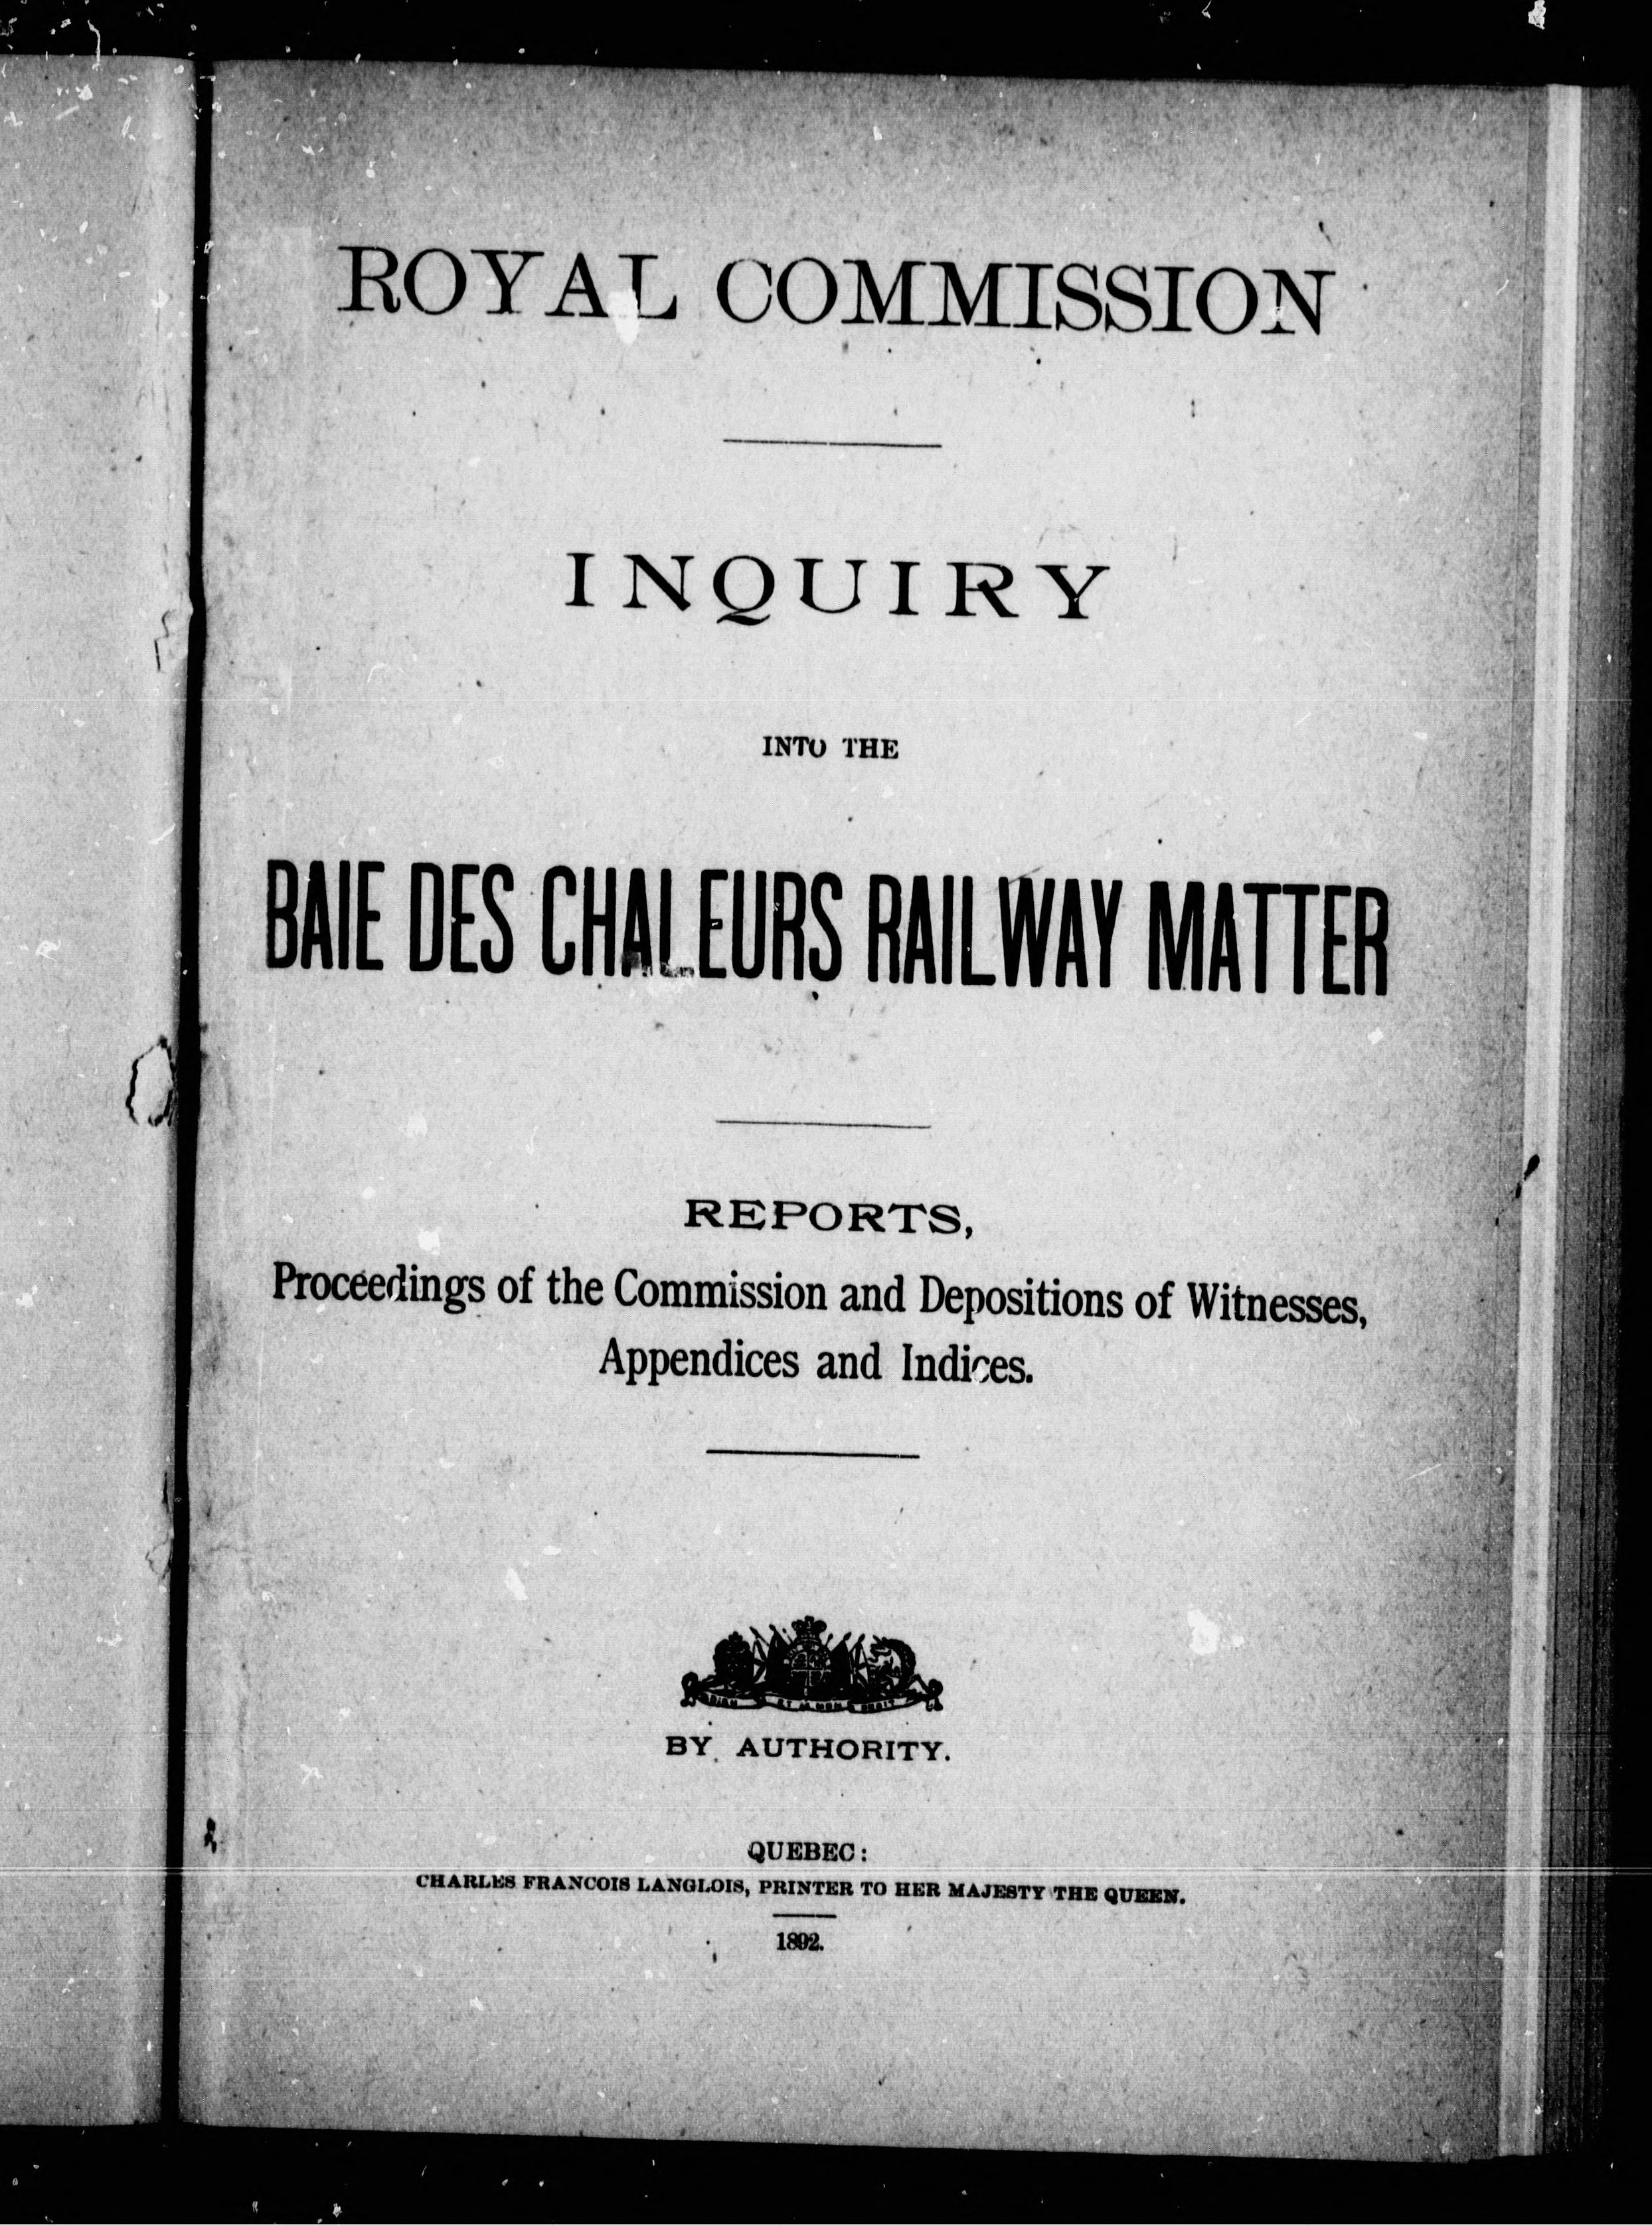 ROYAL COMMISSION
INQUIRY
INTO THE
BAIE DES CHALEURS RAILWAY MATTER
REPORTS,
Proceedings of the Commission and Depositions of Witnesses,
Appendices and Indices.
BY AUTHORITY.
QUEBEC:
CHARLES FRANCOIS LANGLOIS, PRINTER TO HER MAJESTY THE QUEEN.
1892.